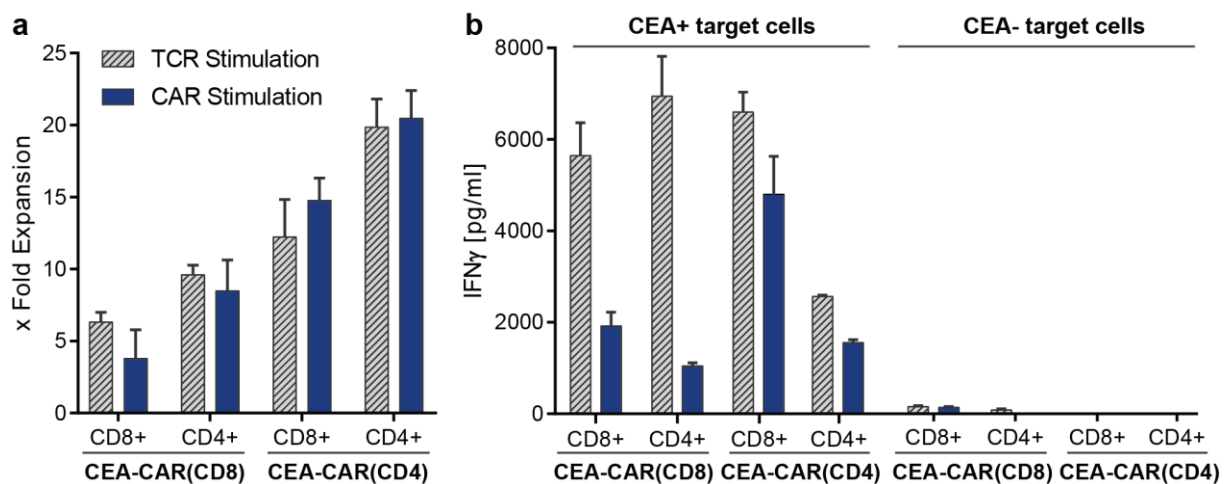 a
25
20
15
10
5
0
x Fold Expansion
TCR Stimulation
CAR Stimulation
CD8+ CD4+ CD8+ CD4+
CEA-CAR(CD8) CEA-CAR(CD4)
b
CEA+ target cells CEA- target cells
8000
6000
4000
2000
0
IFNγ [pg/ml]
CD8+ CD4+ CD8+ CD4+ CD8+ CD4+ CD8+ CD4+
CEA-CAR(CD8) CEA-CAR(CD4) CEA-CAR(CD8) CEA-CAR(CD4)